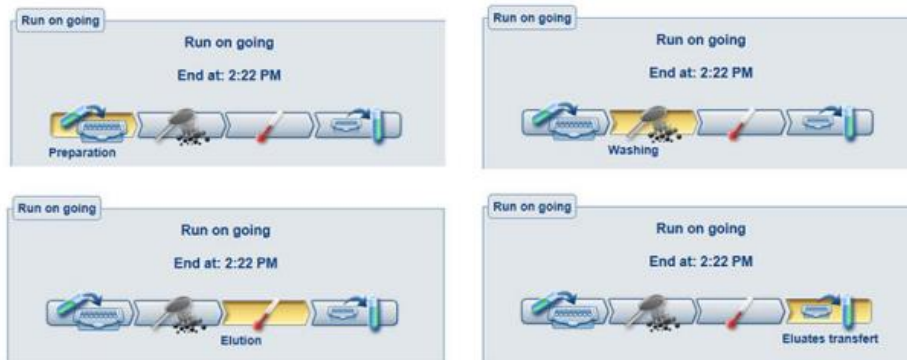 Run on going
Run on going
End at: 2:22 PM
Preparation
Run on going
Run on going
End at: 2:22 PM
Washing
Run on going
Run on going
End at: 2:22 PM
Elution
Run on going
Run on going
End at: 2:22 PM
Eluates transfert